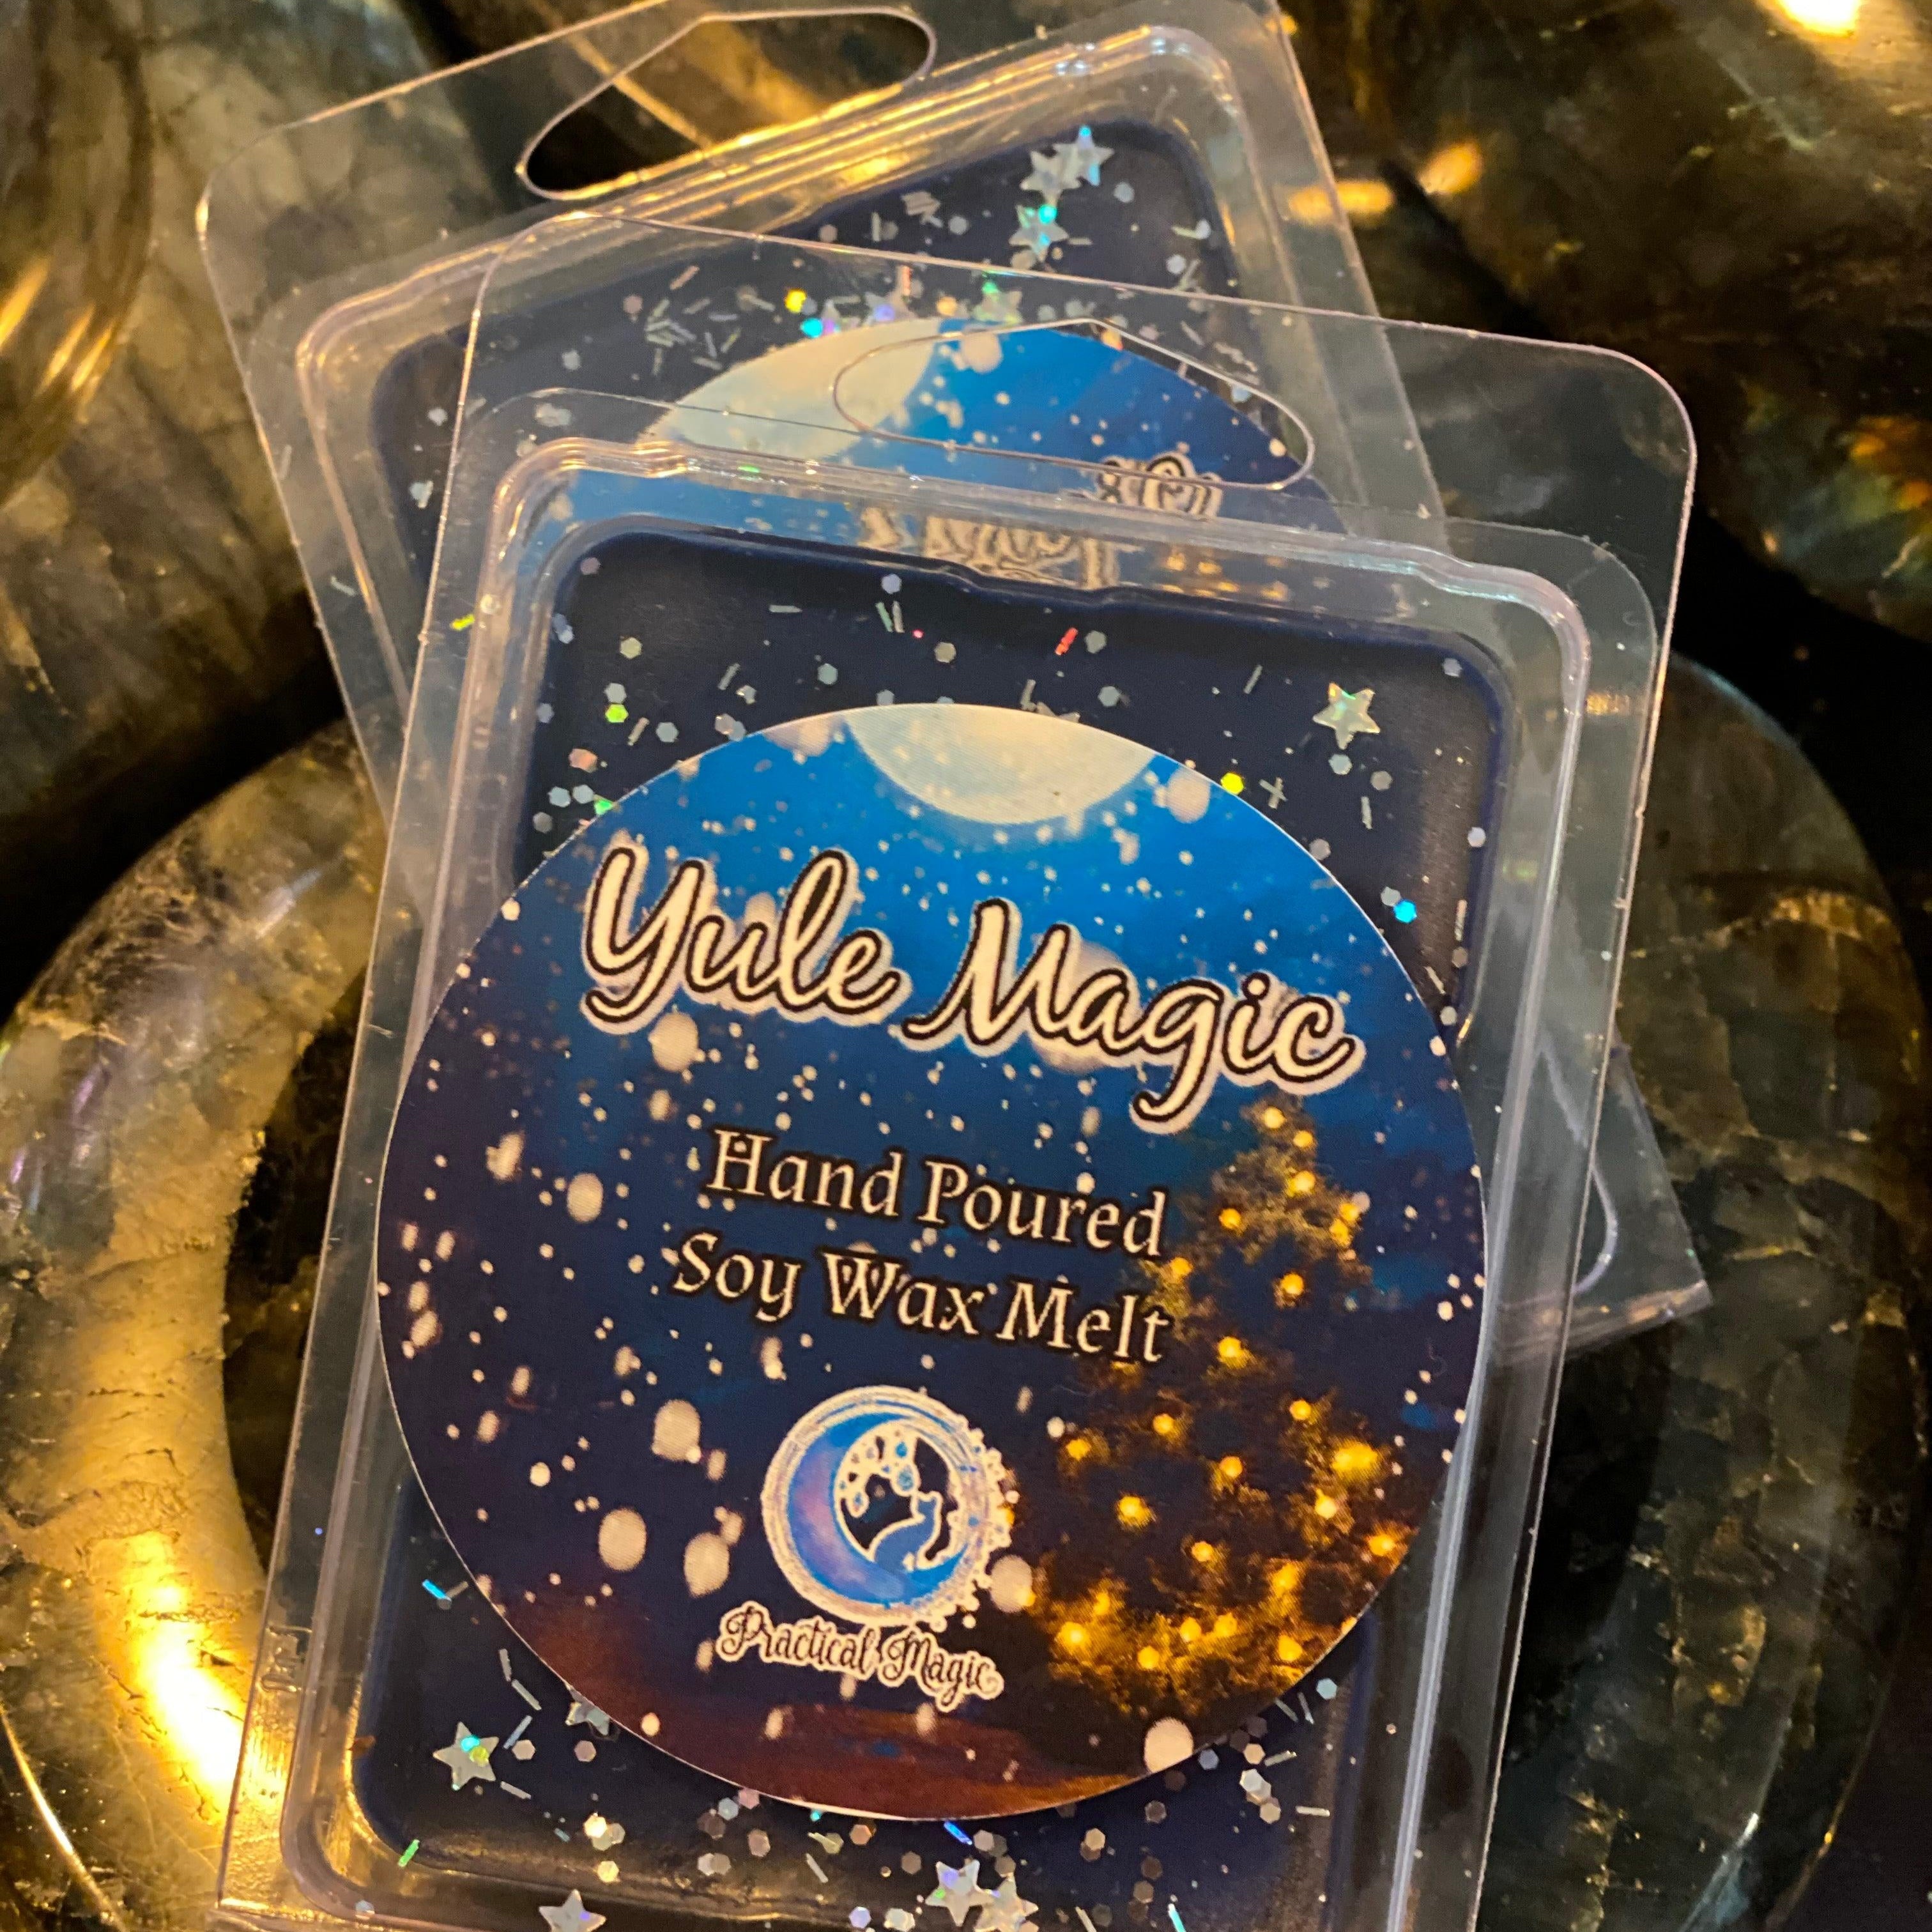 Yule Magic
Hand Poured
Soy Wax Melt
Practical Magic